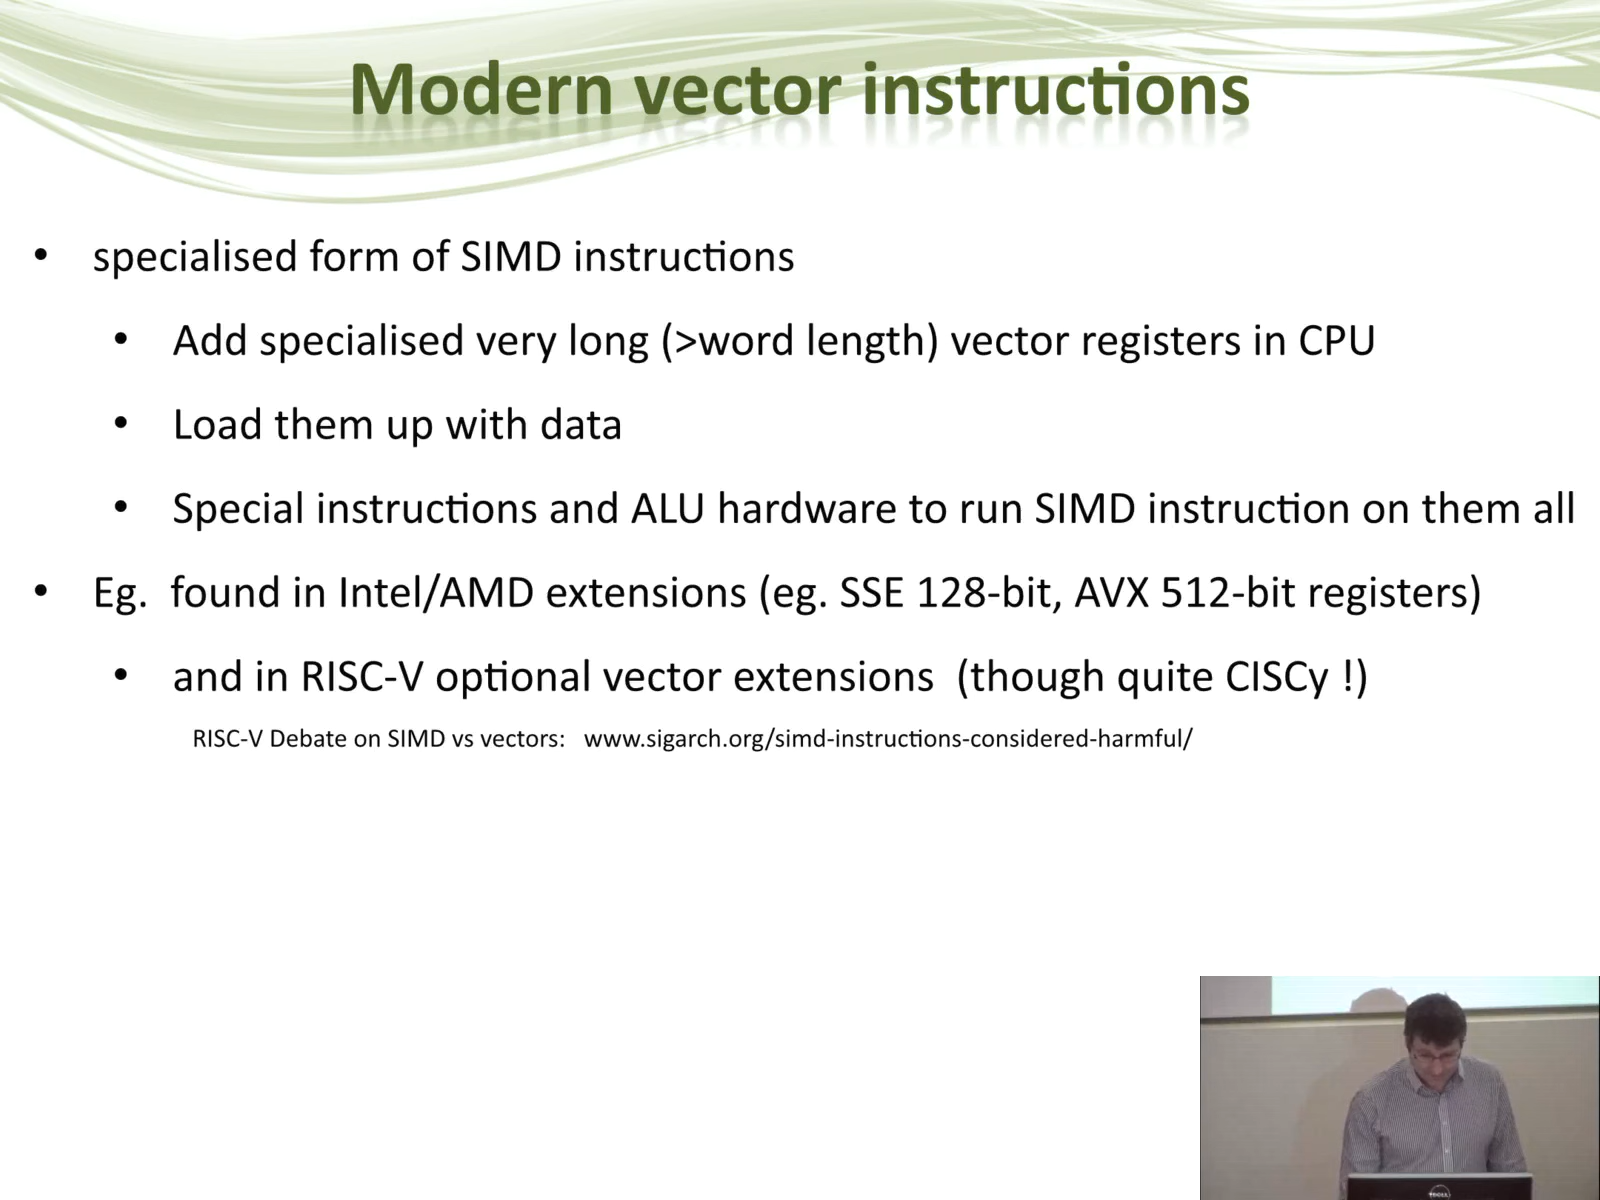 Modern vector instructions
• specialised form of SIMD instructions
• Add specialised very long (>word length) vector registers in CPU
• Load them up with data
• Special instructions and ALU hardware to run SIMD instruction on them all
• Eg.  found in Intel/AMD extensions (eg. SSE 128-bit, AVX 512-bit registers)
• and in RISC-V optional vector extensions  (though quite CISCy !)
RISC-V Debate on SIMD vs vectors:   www.sigarch.org/simd-instructions-considered-harmful/
DELL